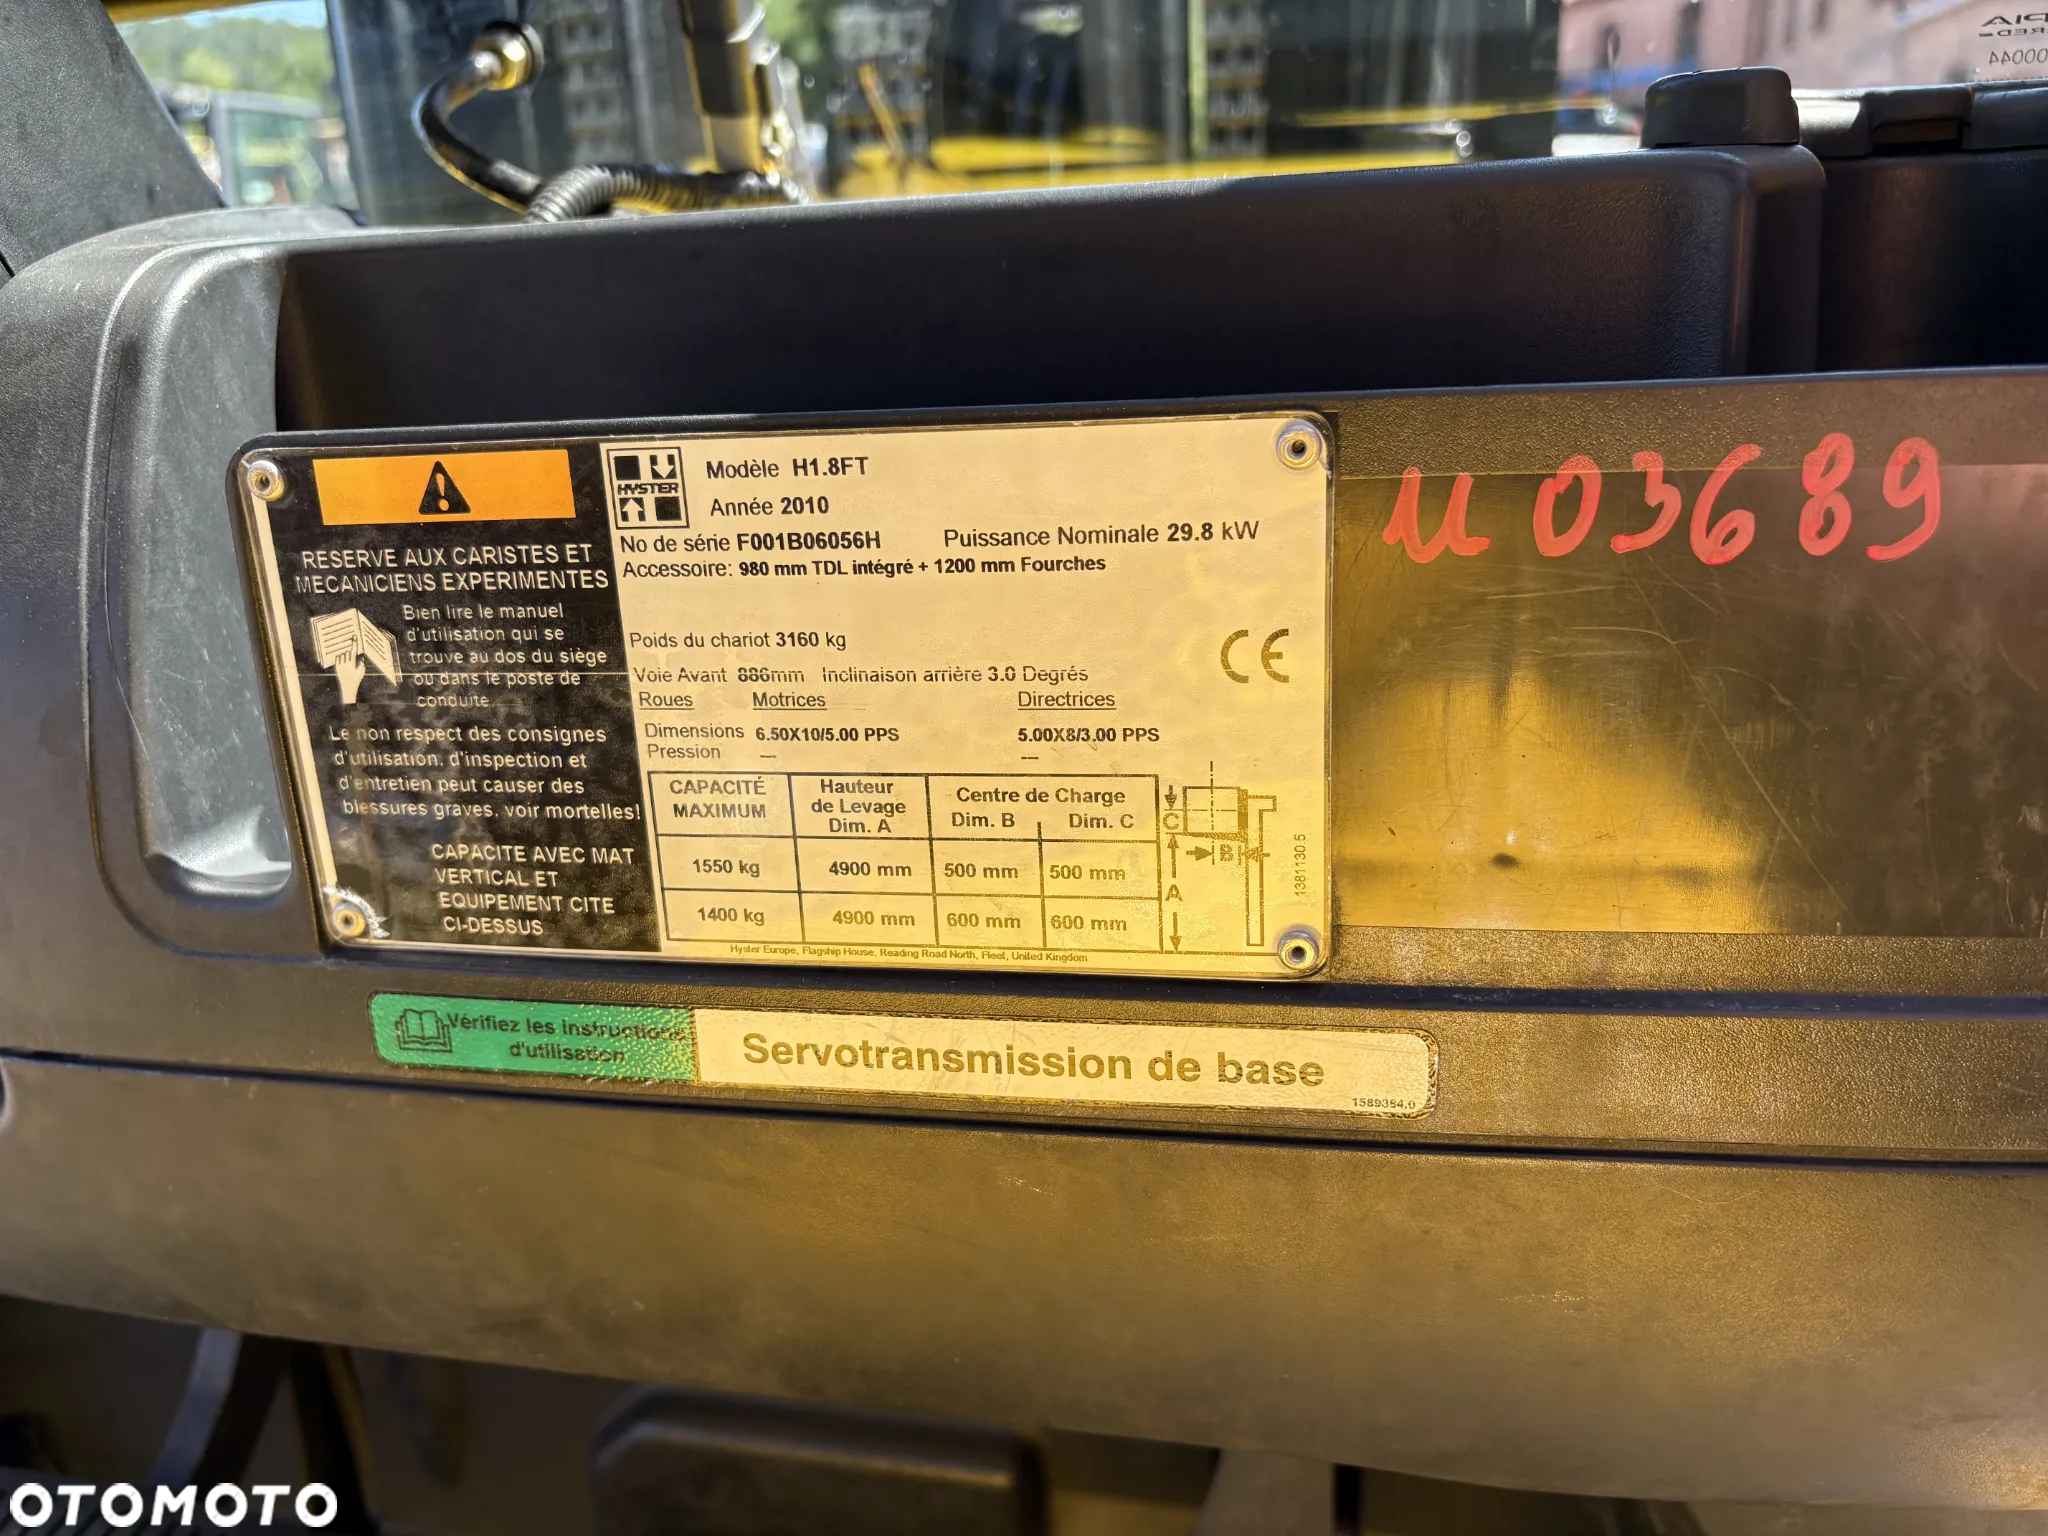 RESERVE AUX CARISTES ET
MECANICIENS EXPERIMENTES
Bien lire le manuel
d'utilisation qui se
trouve au dos du siège
ou dans le poste de
conduite.
Le non respect des consignes
d'utilisation, d'inspection et
d'entretien peut causer des
blessures graves, voir mortelles!
CAPACITE AVEC MAT
VERTICAL ET
EQUIPEMENT CITE
CI-DESSUS
HYSTER
Modèle H1.8FT
Année 2010
No de série F001B06056H Puissance Nominale 29.8 kW
Accessoire: 980 mm TDL intégré + 1200 mm Fourches
Poids du chariot 3160 kg
CE
Voie Avant 886mm Inclinaison arrière 3.0 Degrés
Roues Motrices Directrices
Dimensions 6.50X10/5.00 PPS 5.00X8/3.00 PPS
Pression --- ---
CAPACITÉ MAXIMUM Hauteur de Levage Dim. A Centre de Charge Dim. B Dim. C
1550 kg 4900 mm 500 mm 500 mm
1400 kg 4900 mm 600 mm 600 mm
C
B
A
1381130.5
Hyster Europe, Flagship House, Reading Road North, Fleet, United Kingdom
U 03689
Vérifiez les instructions
d'utilisation
Servotransmission de base
1589384.0
OTOMOTO